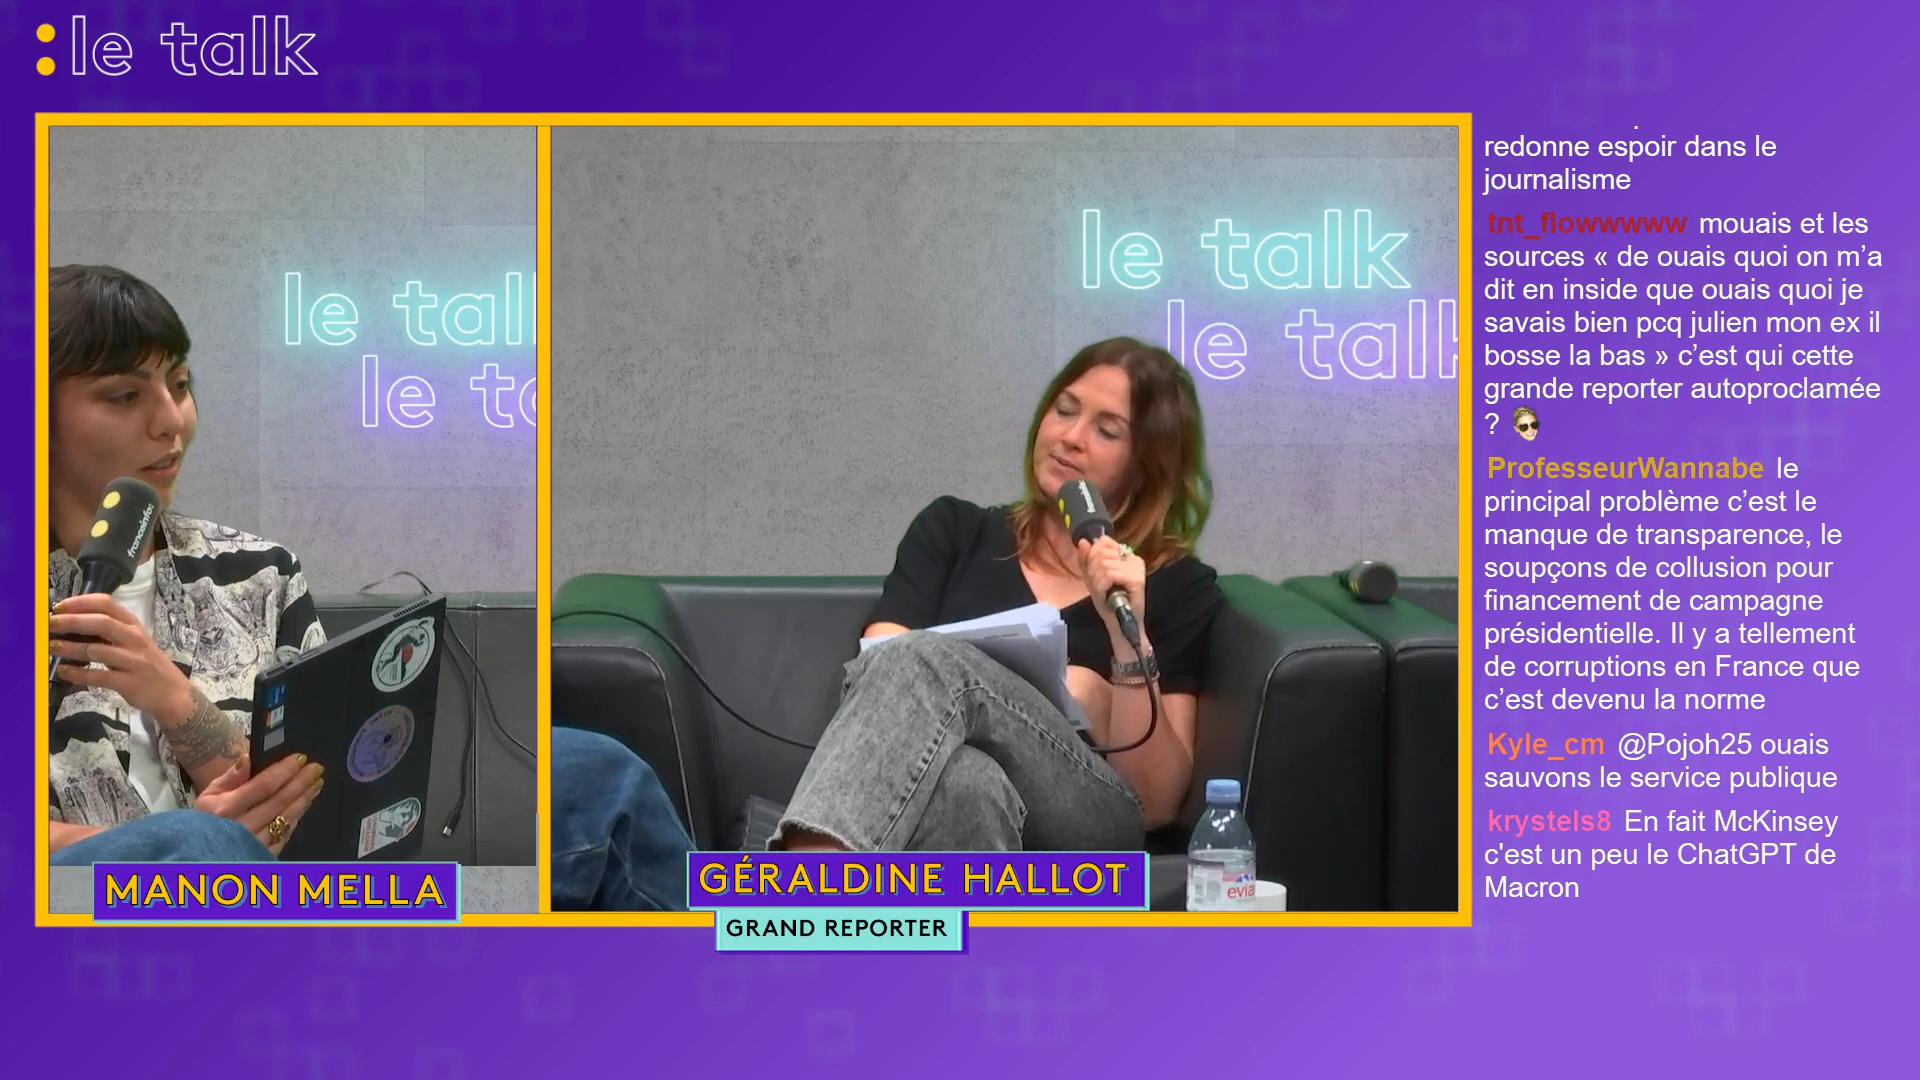 :le talk
le tal
le ta
le talk
le talk
franceinfo:
evian
MANON MELLA
GÉRALDINE HALLOT
GRAND REPORTER
redonne espoir dans le
journalisme
tnt_flowwwww mouais et les
sources « de ouais quoi on m’a
dit en inside que ouais quoi je
savais bien pcq julien mon ex il
bosse la bas » c’est qui cette
grande reporter autoproclamée
?
ProfesseurWannabe le
principal problème c’est le
manque de transparence, le
soupçons de collusion pour
financement de campagne
présidentielle. Il y a tellement
de corruptions en France que
c’est devenu la norme
Kyle_cm @Pojoh25 ouais
sauvons le service publique
krystels8 En fait McKinsey
c'est un peu le ChatGPT de
Macron